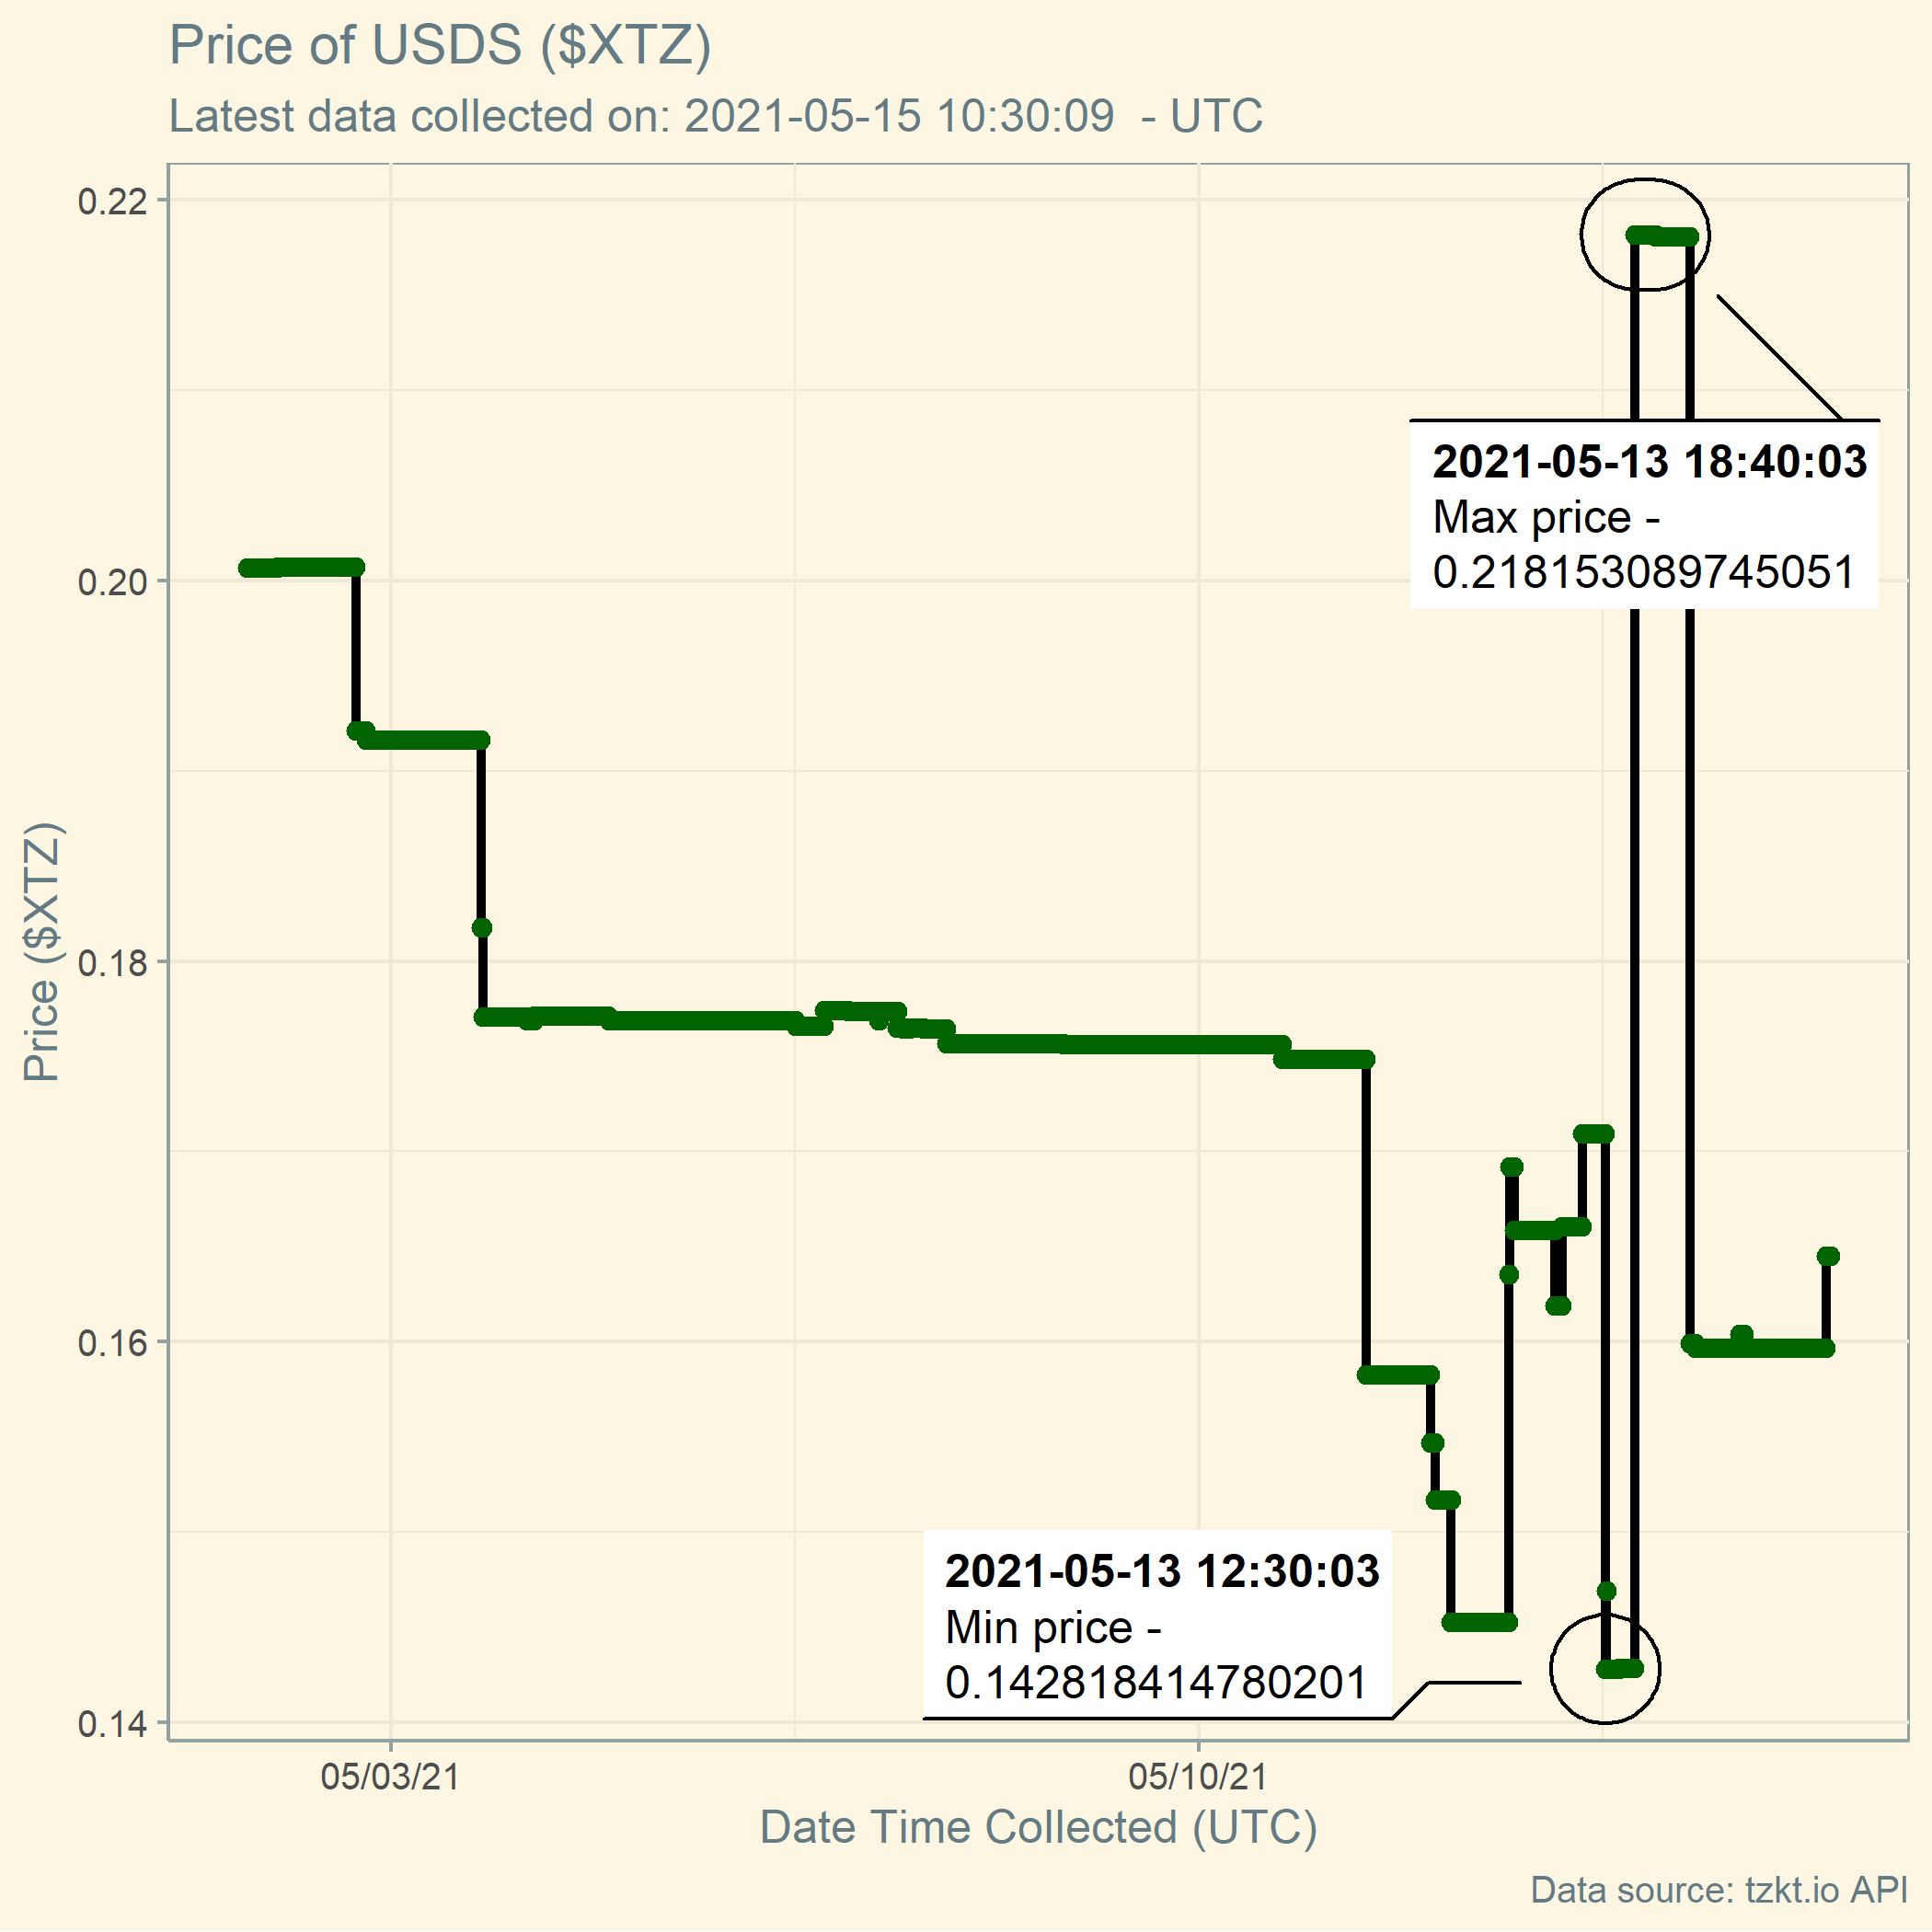 Price of USDS ($XTZ)
Latest data collected on: 2021-05-15 10:30:09  - UTC
0.22
0.20
0.18
0.16
0.14
Price ($XTZ)
2021-05-13 18:40:03
Max price -
0.218153089745051
2021-05-13 12:30:03
Min price -
0.142818414780201
05/03/21
05/10/21
Date Time Collected (UTC)
Data source: tzkt.io API